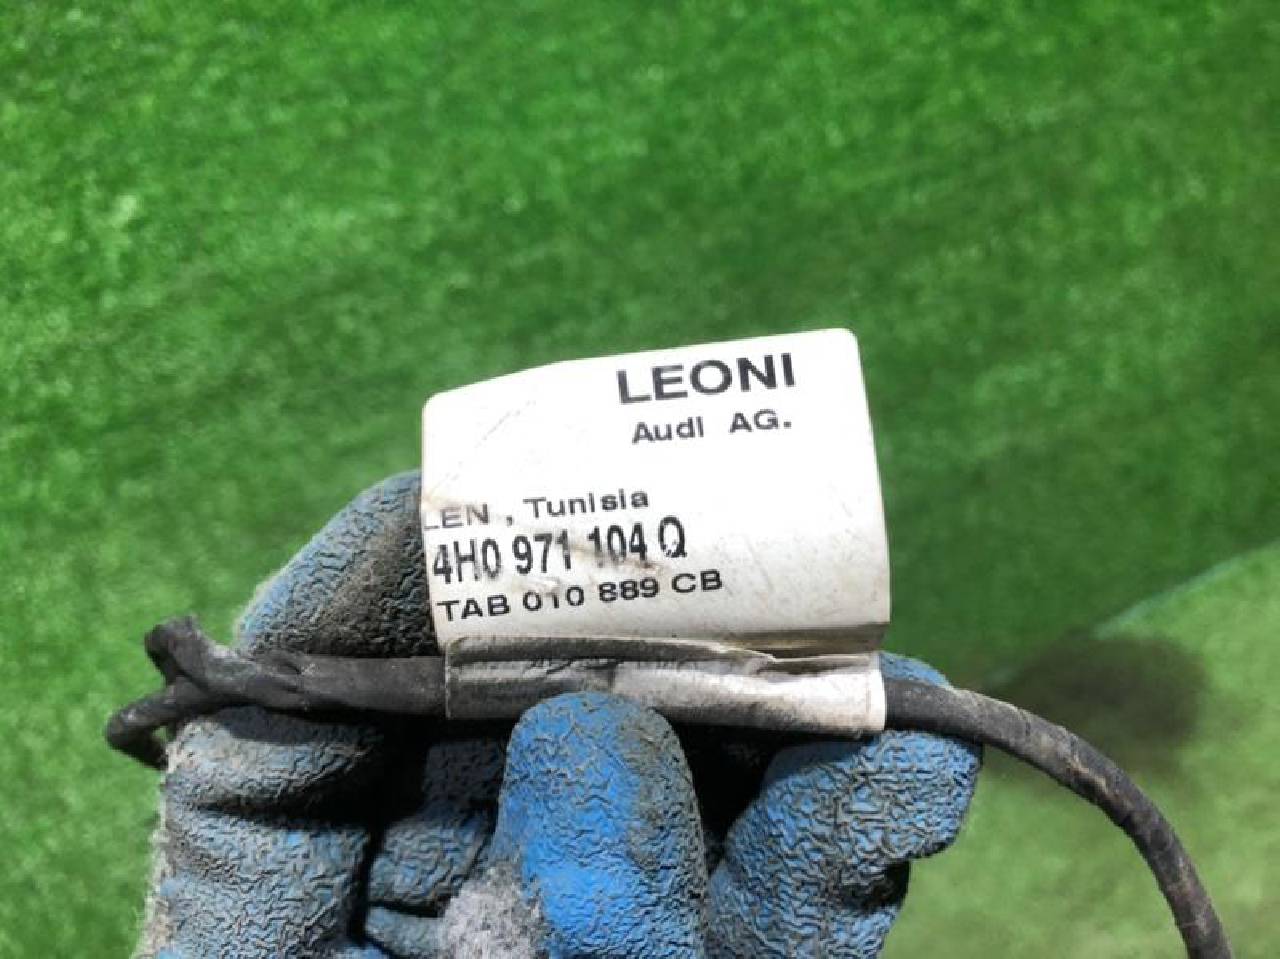 LEONI
Audi AG.
LEN , Tunisia
4H0 971 104 Q
TAB 010 889 CB